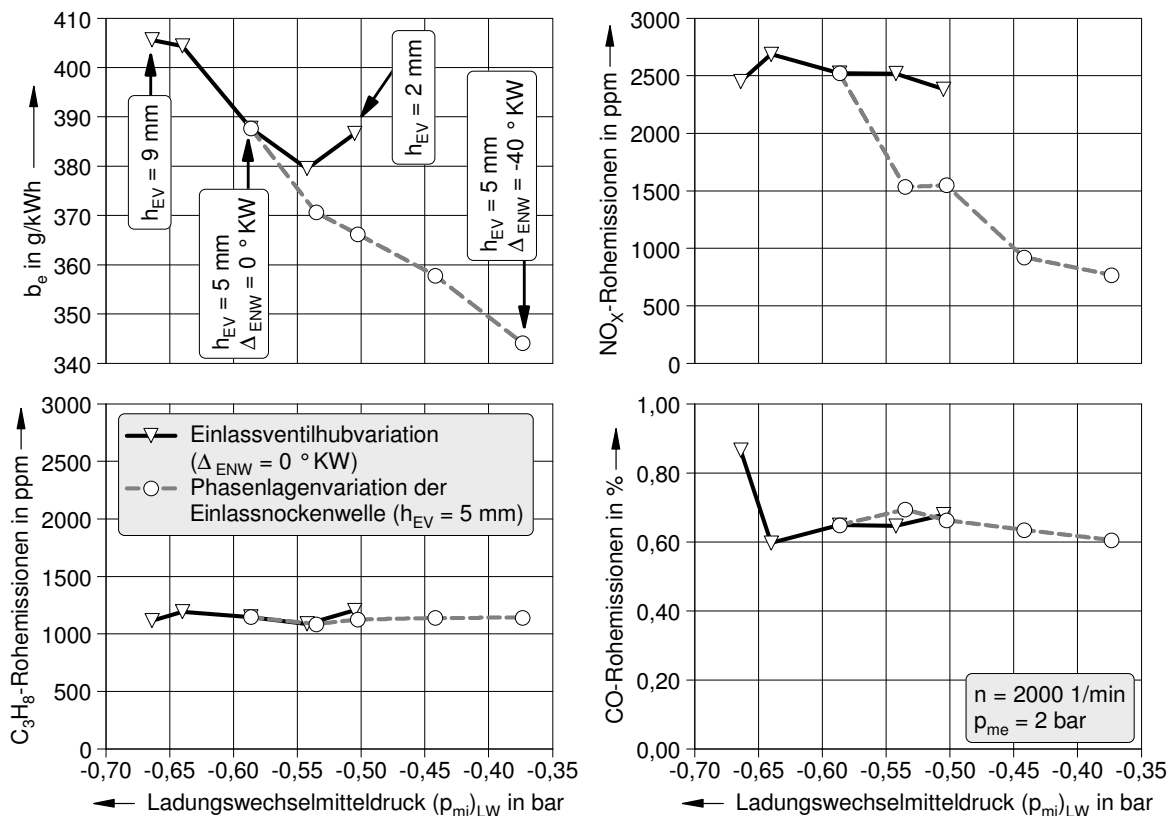 410
400
390
380
370
360
350
340
b_e in g/kWh
h_EV = 9 mm
h_EV = 5 mm
Δ_ENW = 0 ° KW
h_EV = 2 mm
h_EV = 5 mm
Δ_ENW = -40 ° KW
3000
2500
2000
1500
1000
500
0
NO_X-Rohemissionen in ppm
3000
2500
2000
1500
1000
500
0
C_3H_8-Rohemissionen in ppm
Einlassventilhubvariation
(Δ_ENW = 0 ° KW)
Phasenlagenvariation der
Einlassnockenwelle (h_EV = 5 mm)
-0,70 -0,65 -0,60 -0,55 -0,50 -0,45 -0,40 -0,35
Ladungswechselmitteldruck (p_mi)_LW in bar
1,00
0,80
0,60
0,40
0,20
0,00
CO-Rohemissionen in %
n = 2000 1/min
p_me = 2 bar
-0,70 -0,65 -0,60 -0,55 -0,50 -0,45 -0,40 -0,35
Ladungswechselmitteldruck (p_mi)_LW in bar